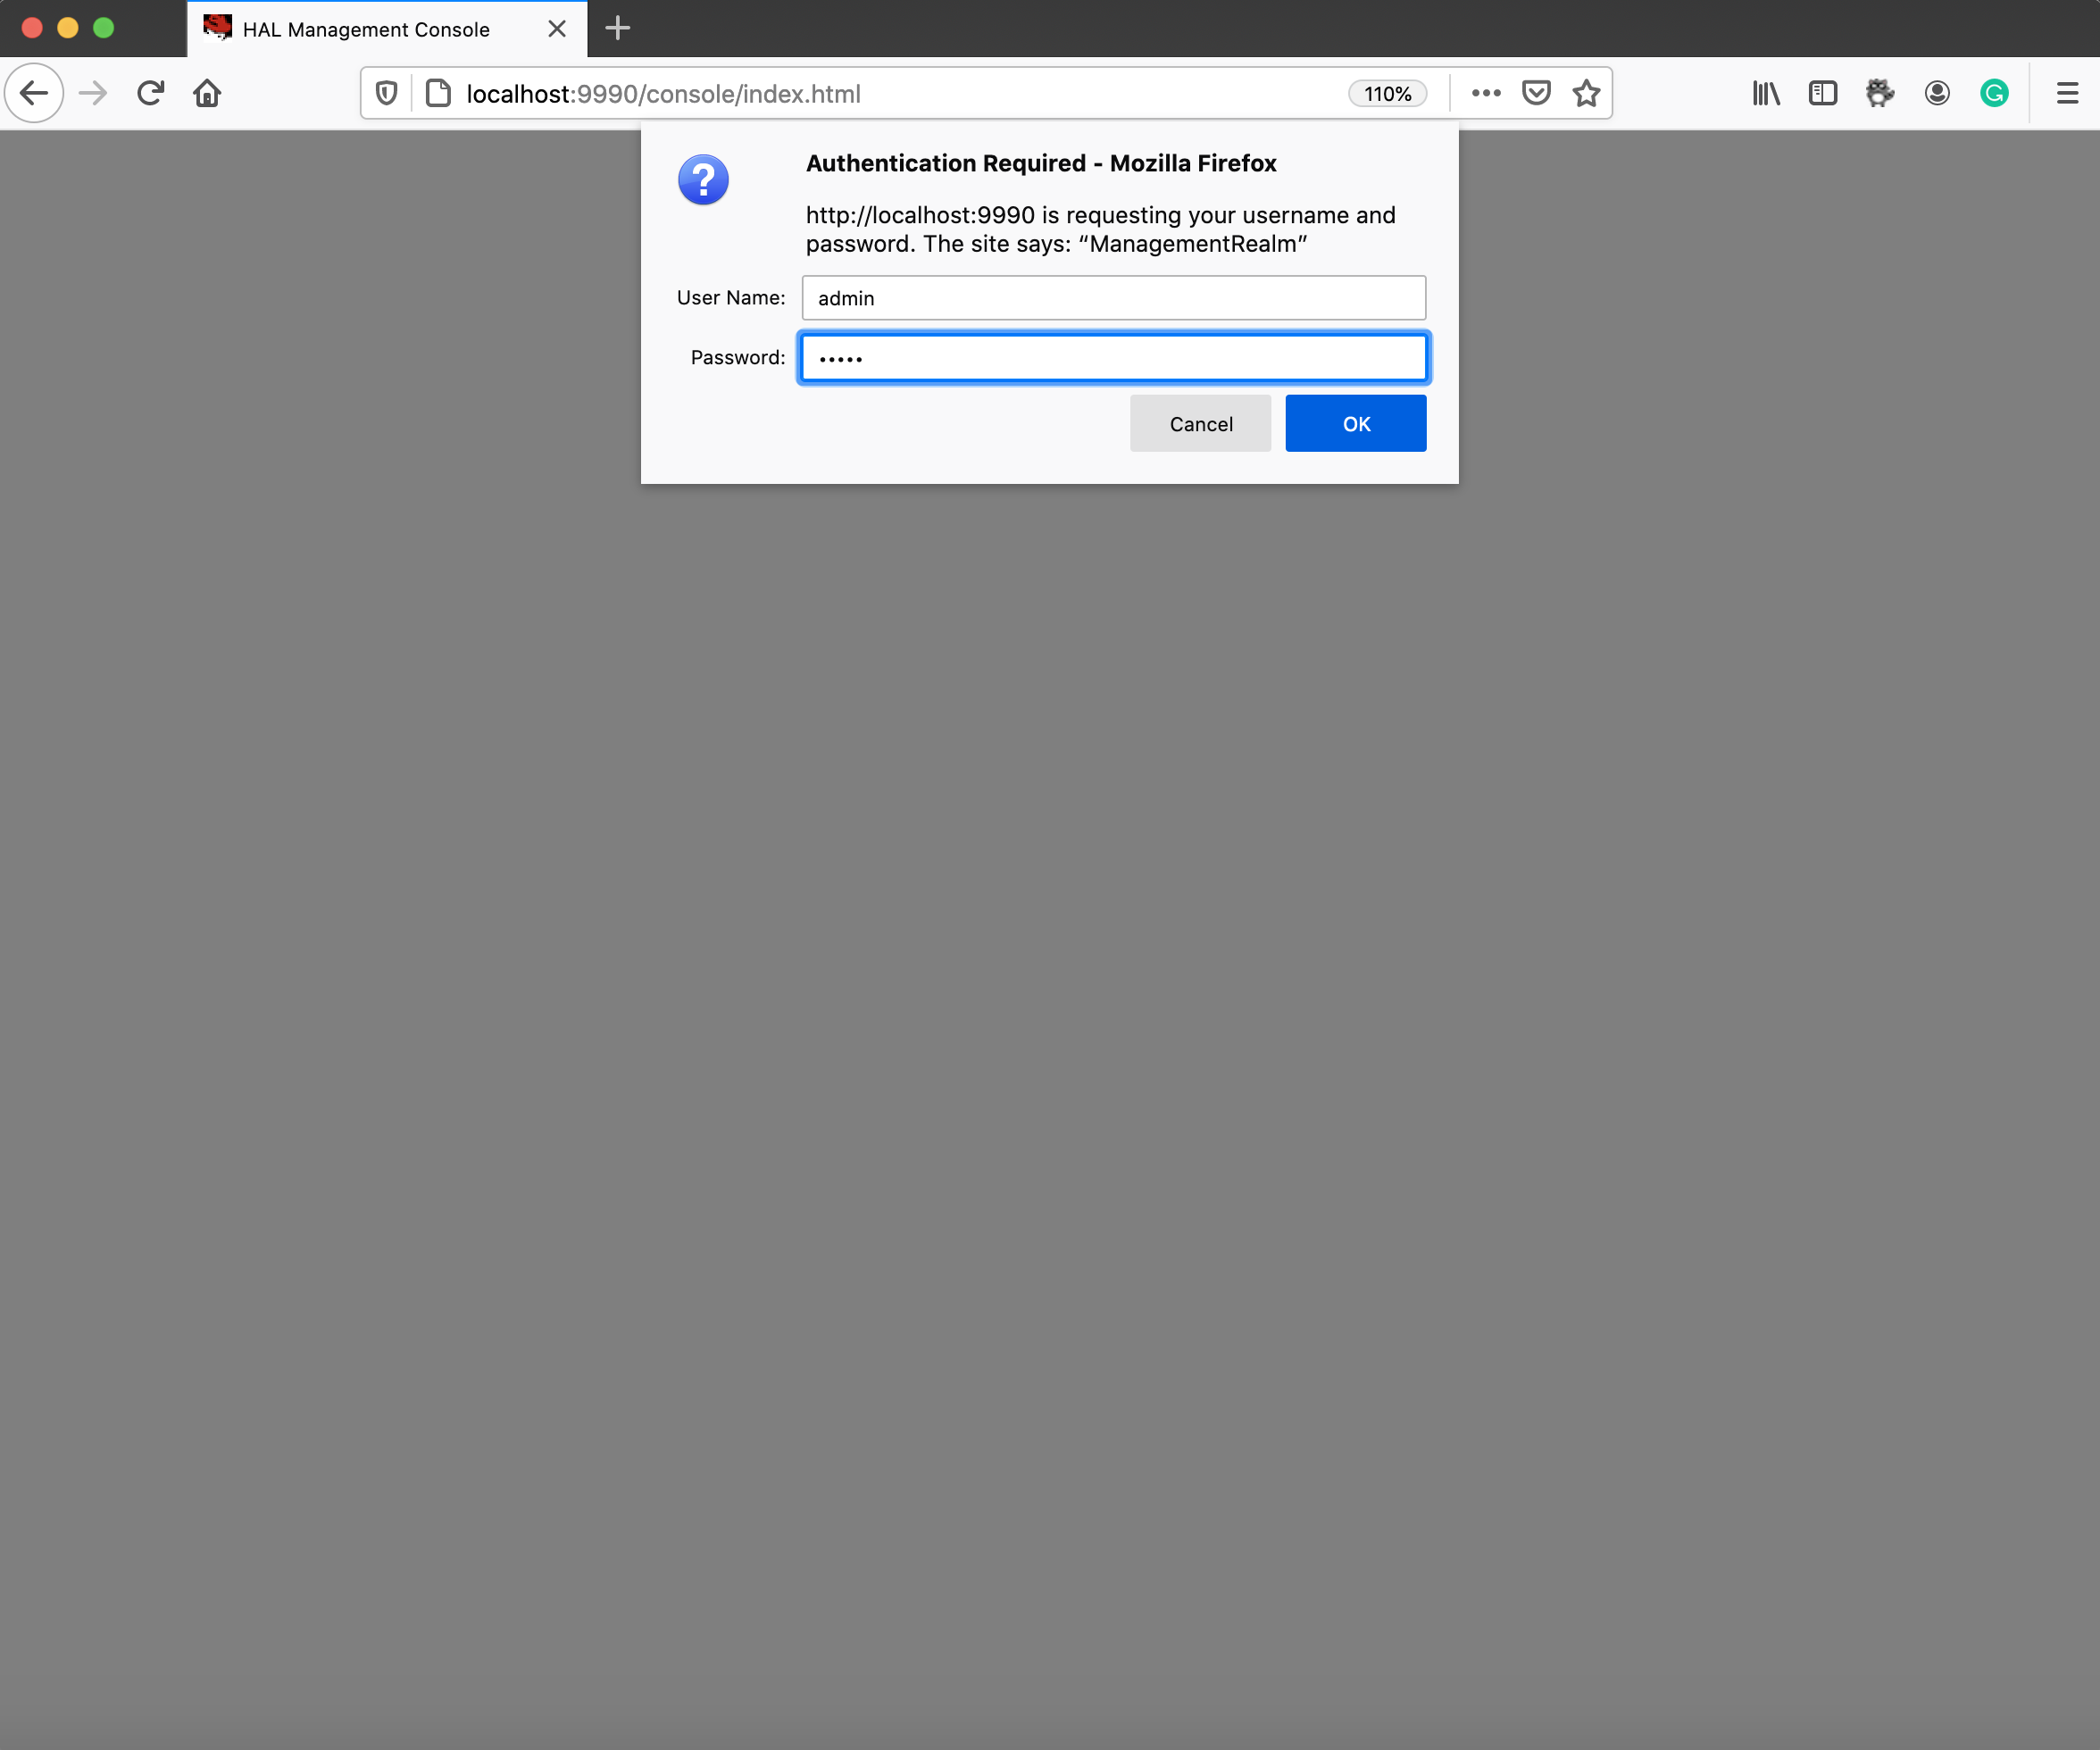 HAL Management Console
localhost:9990/console/index.html
110%
Authentication Required - Mozilla Firefox
http://localhost:9990 is requesting your username and
password. The site says: “ManagementRealm”
User Name: admin
Password: •••••
Cancel OK